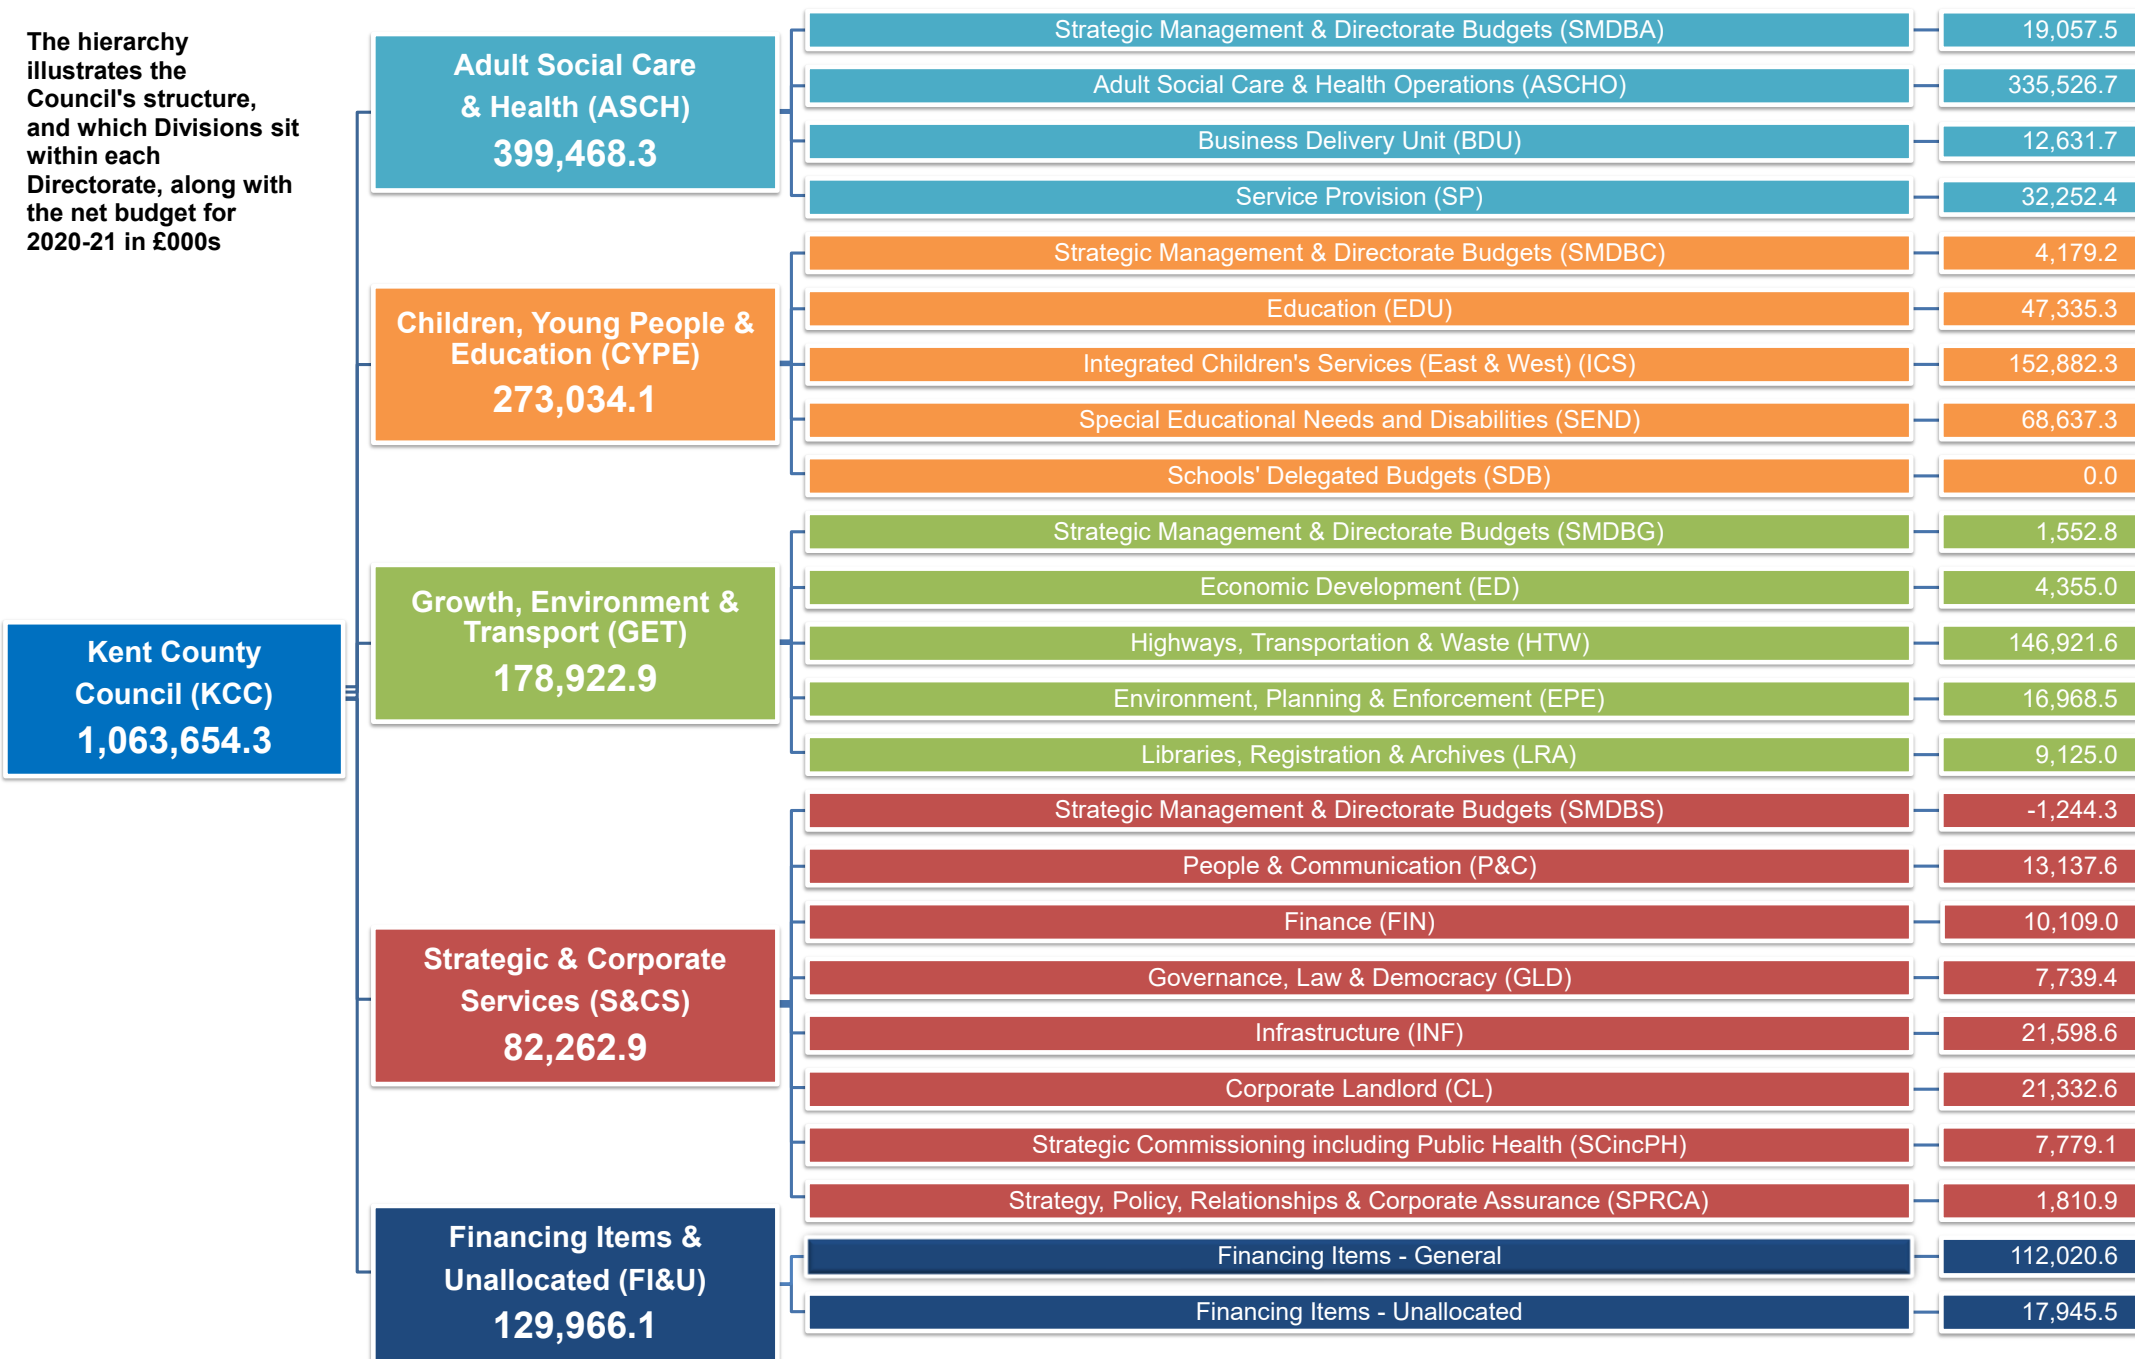 The hierarchy
illustrates the
Council's structure,
and which Divisions sit
within each
Directorate, along with
the net budget for
2020-21 in £000s
Kent County
Council (KCC)
1,063,654.3
Adult Social Care
& Health (ASCH)
399,468.3
Strategic Management & Directorate Budgets (SMDBA) 19,057.5
Adult Social Care & Health Operations (ASCHO) 335,526.7
Business Delivery Unit (BDU) 12,631.7
Service Provision (SP) 32,252.4
Children, Young People &
Education (CYPE)
273,034.1
Strategic Management & Directorate Budgets (SMDBC) 4,179.2
Education (EDU) 47,335.3
Integrated Children's Services (East & West) (ICS) 152,882.3
Special Educational Needs and Disabilities (SEND) 68,637.3
Schools' Delegated Budgets (SDB) 0.0
Growth, Environment &
Transport (GET)
178,922.9
Strategic Management & Directorate Budgets (SMDBG) 1,552.8
Economic Development (ED) 4,355.0
Highways, Transportation & Waste (HTW) 146,921.6
Environment, Planning & Enforcement (EPE) 16,968.5
Libraries, Registration & Archives (LRA) 9,125.0
Strategic & Corporate
Services (S&CS)
82,262.9
Strategic Management & Directorate Budgets (SMDBS) -1,244.3
People & Communication (P&C) 13,137.6
Finance (FIN) 10,109.0
Governance, Law & Democracy (GLD) 7,739.4
Infrastructure (INF) 21,598.6
Corporate Landlord (CL) 21,332.6
Strategic Commissioning including Public Health (SCincPH) 7,779.1
Strategy, Policy, Relationships & Corporate Assurance (SPRCA) 1,810.9
Financing Items &
Unallocated (FI&U)
129,966.1
Financing Items - General 112,020.6
Financing Items - Unallocated 17,945.5